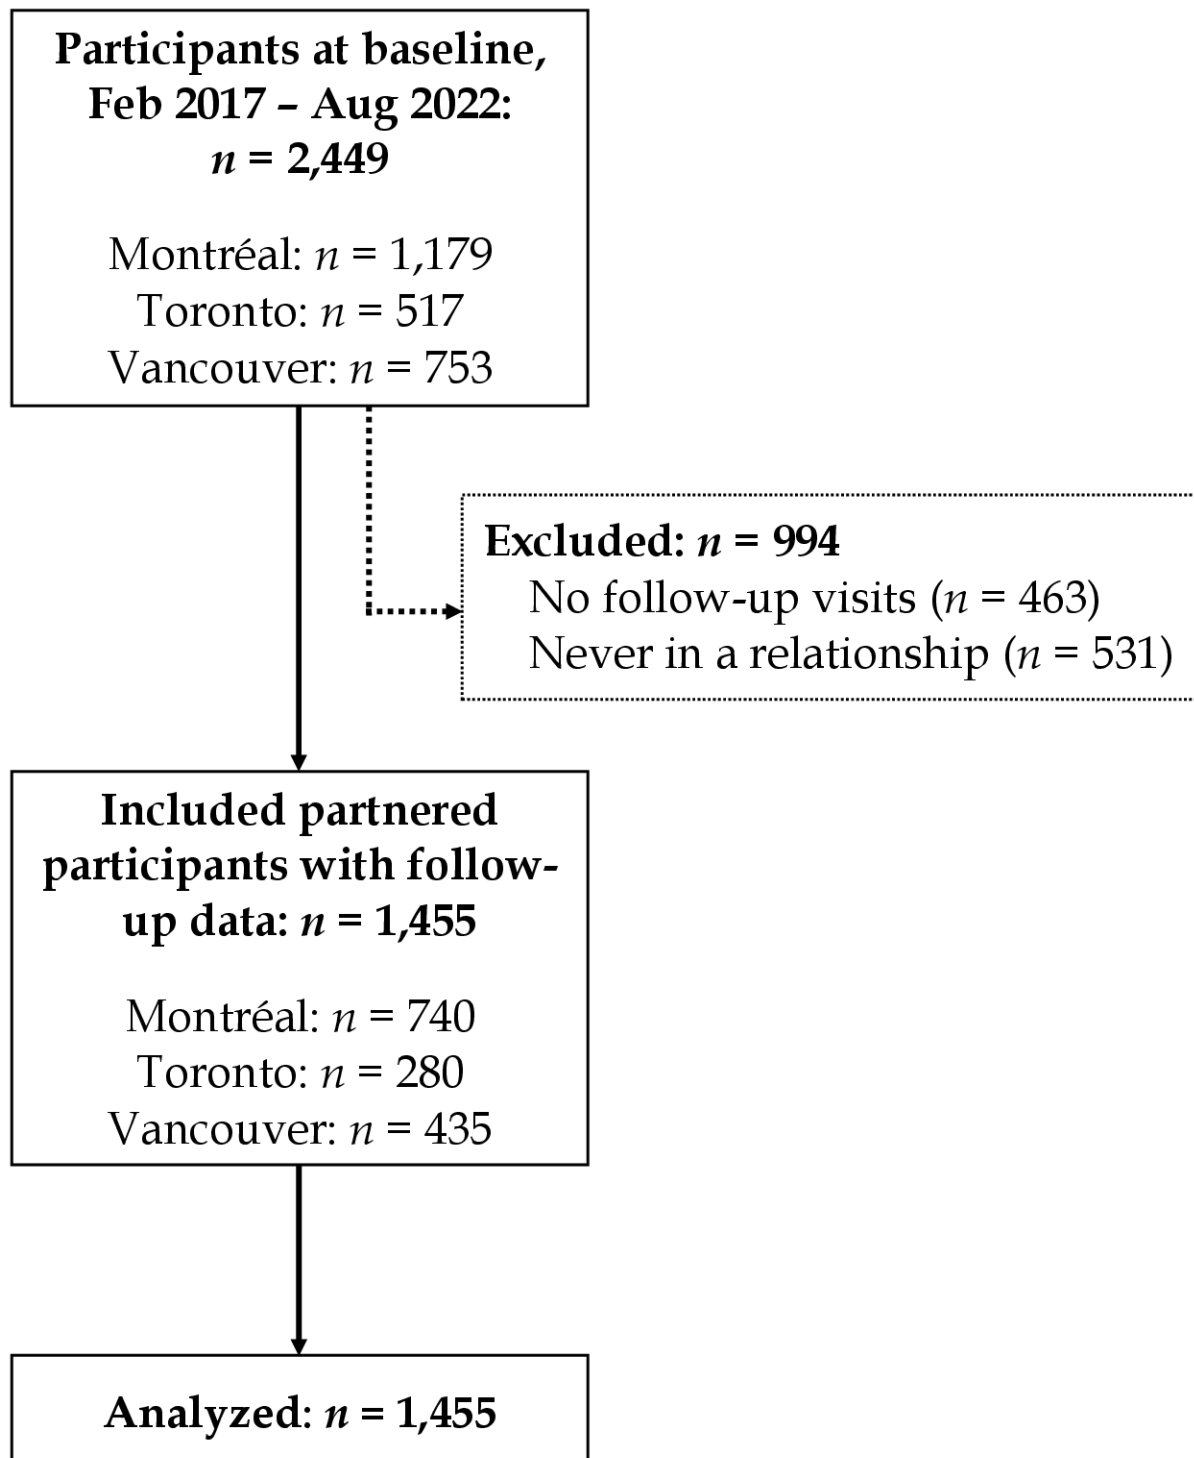 Participants at baseline,
Feb 2017 – Aug 2022:
n = 2,449
Montréal: n = 1,179
Toronto: n = 517
Vancouver: n = 753
Excluded: n = 994
No follow-up visits (n = 463)
Never in a relationship (n = 531)
Included partnered
participants with follow-
up data: n = 1,455
Montréal: n = 740
Toronto: n = 280
Vancouver: n = 435
Analyzed: n = 1,455